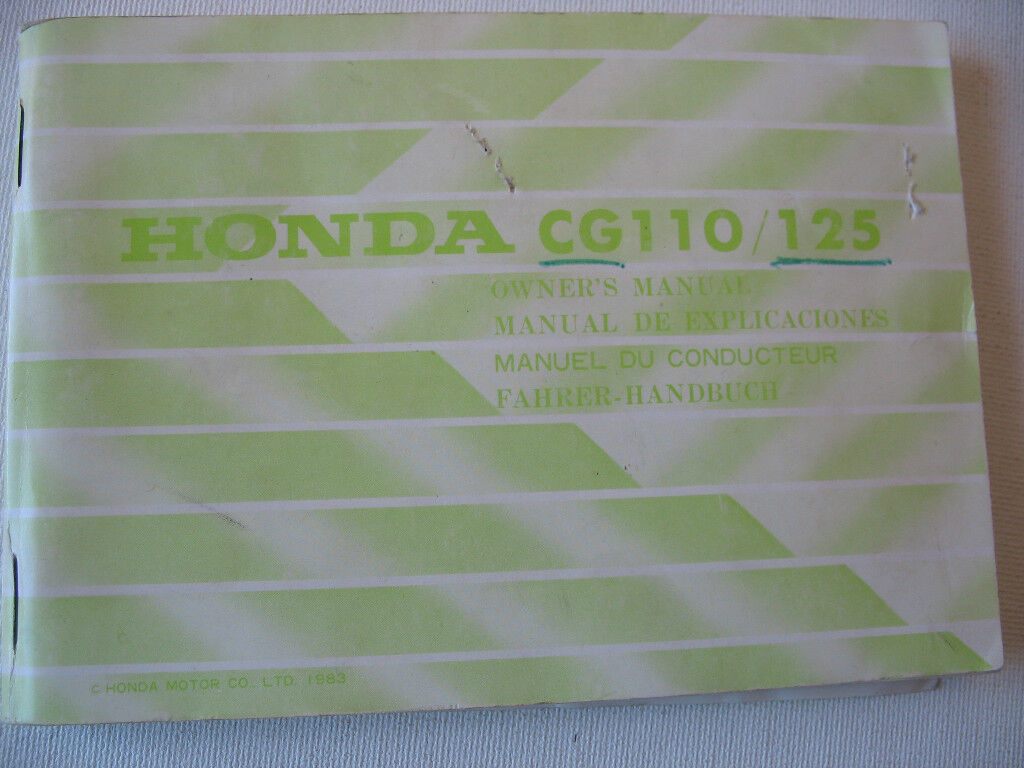 HONDA CG110/125
OWNER'S MANUAL
MANUAL DE EXPLICACIONES
MANUEL DU CONDUCTEUR
FAHRER-HANDBUCH
© HONDA MOTOR CO., LTD. 1983